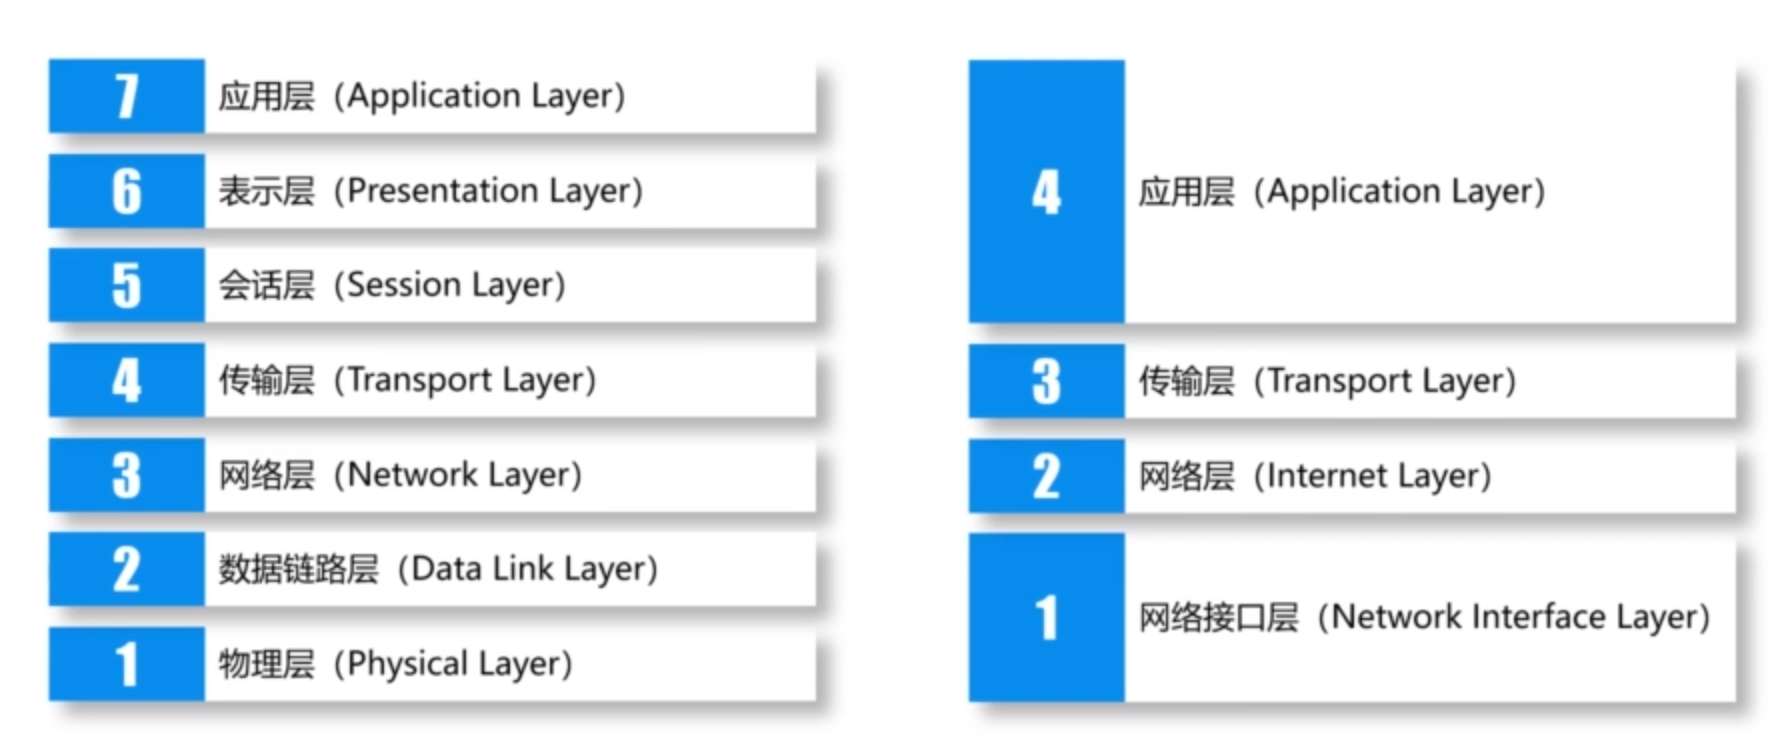 7 应用层（Application Layer）
6 表示层（Presentation Layer）
5 会话层（Session Layer）
4 传输层（Transport Layer）
3 网络层（Network Layer）
2 数据链路层（Data Link Layer）
1 物理层（Physical Layer）
4 应用层（Application Layer）
3 传输层（Transport Layer）
2 网络层（Internet Layer）
1 网络接口层（Network Interface Layer）